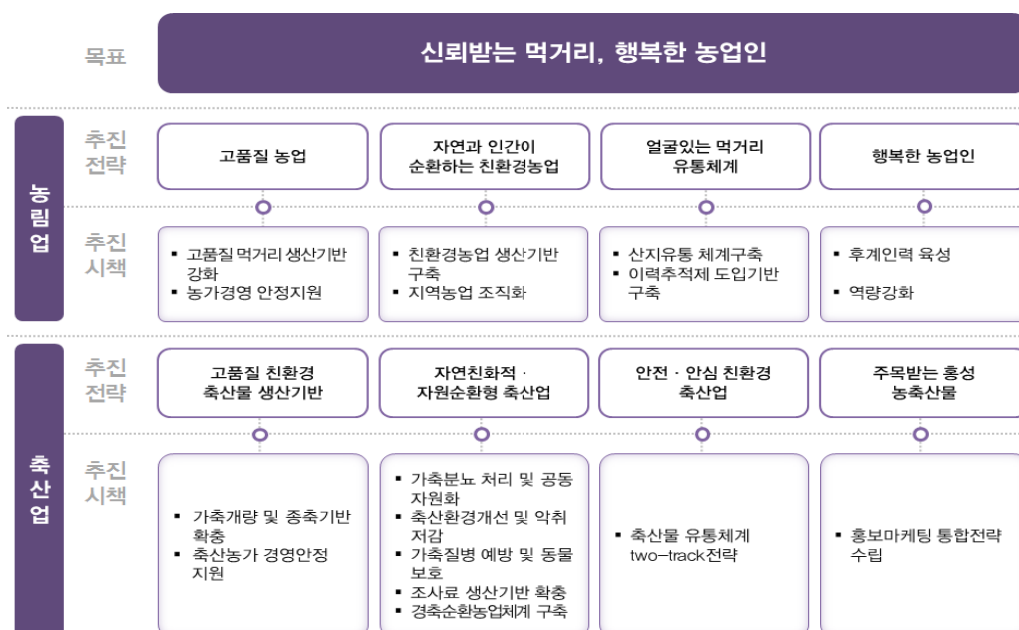 목표
신뢰받는 먹거리, 행복한 농업인
농림업
추진
전략
고품질 농업
자연과 인간이
순환하는 친환경농업
얼굴있는 먹거리
유통체계
행복한 농업인
추진
시책
▪ 고품질 먹거리 생산기반
강화
▪ 농가경영 안정지원
▪ 친환경농업 생산기반
구축
▪ 지역농업 조직화
▪ 산지유통 체계구축
▪ 이력추적제 도입기반
구축
▪ 후계인력 육성
▪ 역량강화
축산업
추진
전략
고품질 친환경
축산물 생산기반
자연친화적 ·
자원순환형 축산업
안전 · 안심 친환경
축산업
주목받는 홍성
농축산물
추진
시책
▪ 가축개량 및 종축기반
확충
▪ 축산농가 경영안정
지원
▪ 가축분뇨 처리 및 공동
자원화
▪ 축산환경개선 및 악취
저감
▪ 가축질병 예방 및 동물
보호
▪ 조사료 생산기반 확충
▪ 경축순환농업체계 구축
▪ 축산물 유통체계
two-track전략
▪ 홍보마케팅 통합전략
수립